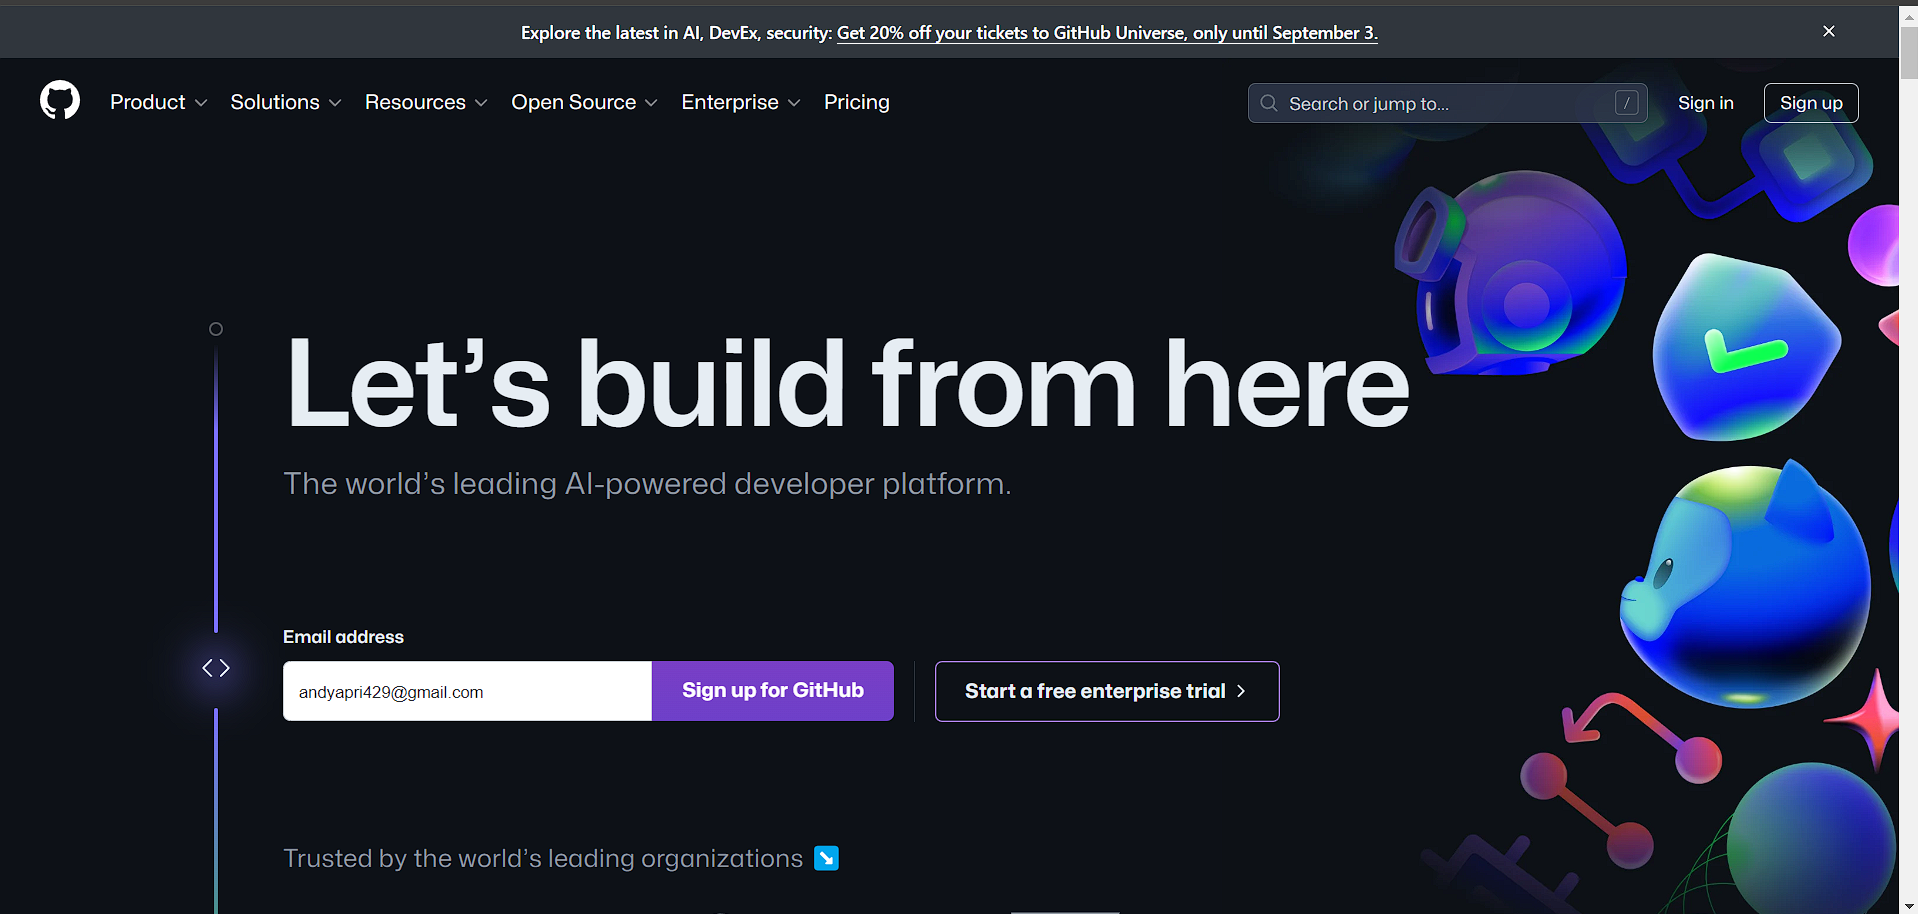 Explore the latest in AI, DevEx, security: Get 20% off your tickets to GitHub Universe, only until September 3.
Product Solutions Resources Open Source Enterprise Pricing Search or jump to... / Sign in Sign up
Let’s build from here
The world’s leading AI-powered developer platform.
Email address
andyapri429@gmail.com Sign up for GitHub Start a free enterprise trial
Trusted by the world’s leading organizations